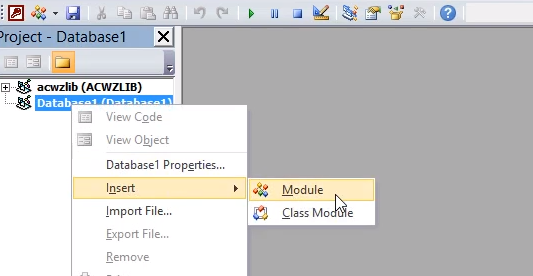 Project - Database1
acwzlib (ACWZLIB)
Database1 (Database1)
View Code
View Object
Database1 Properties...
Insert
Module
Class Module
Import File...
Export File...
Remove